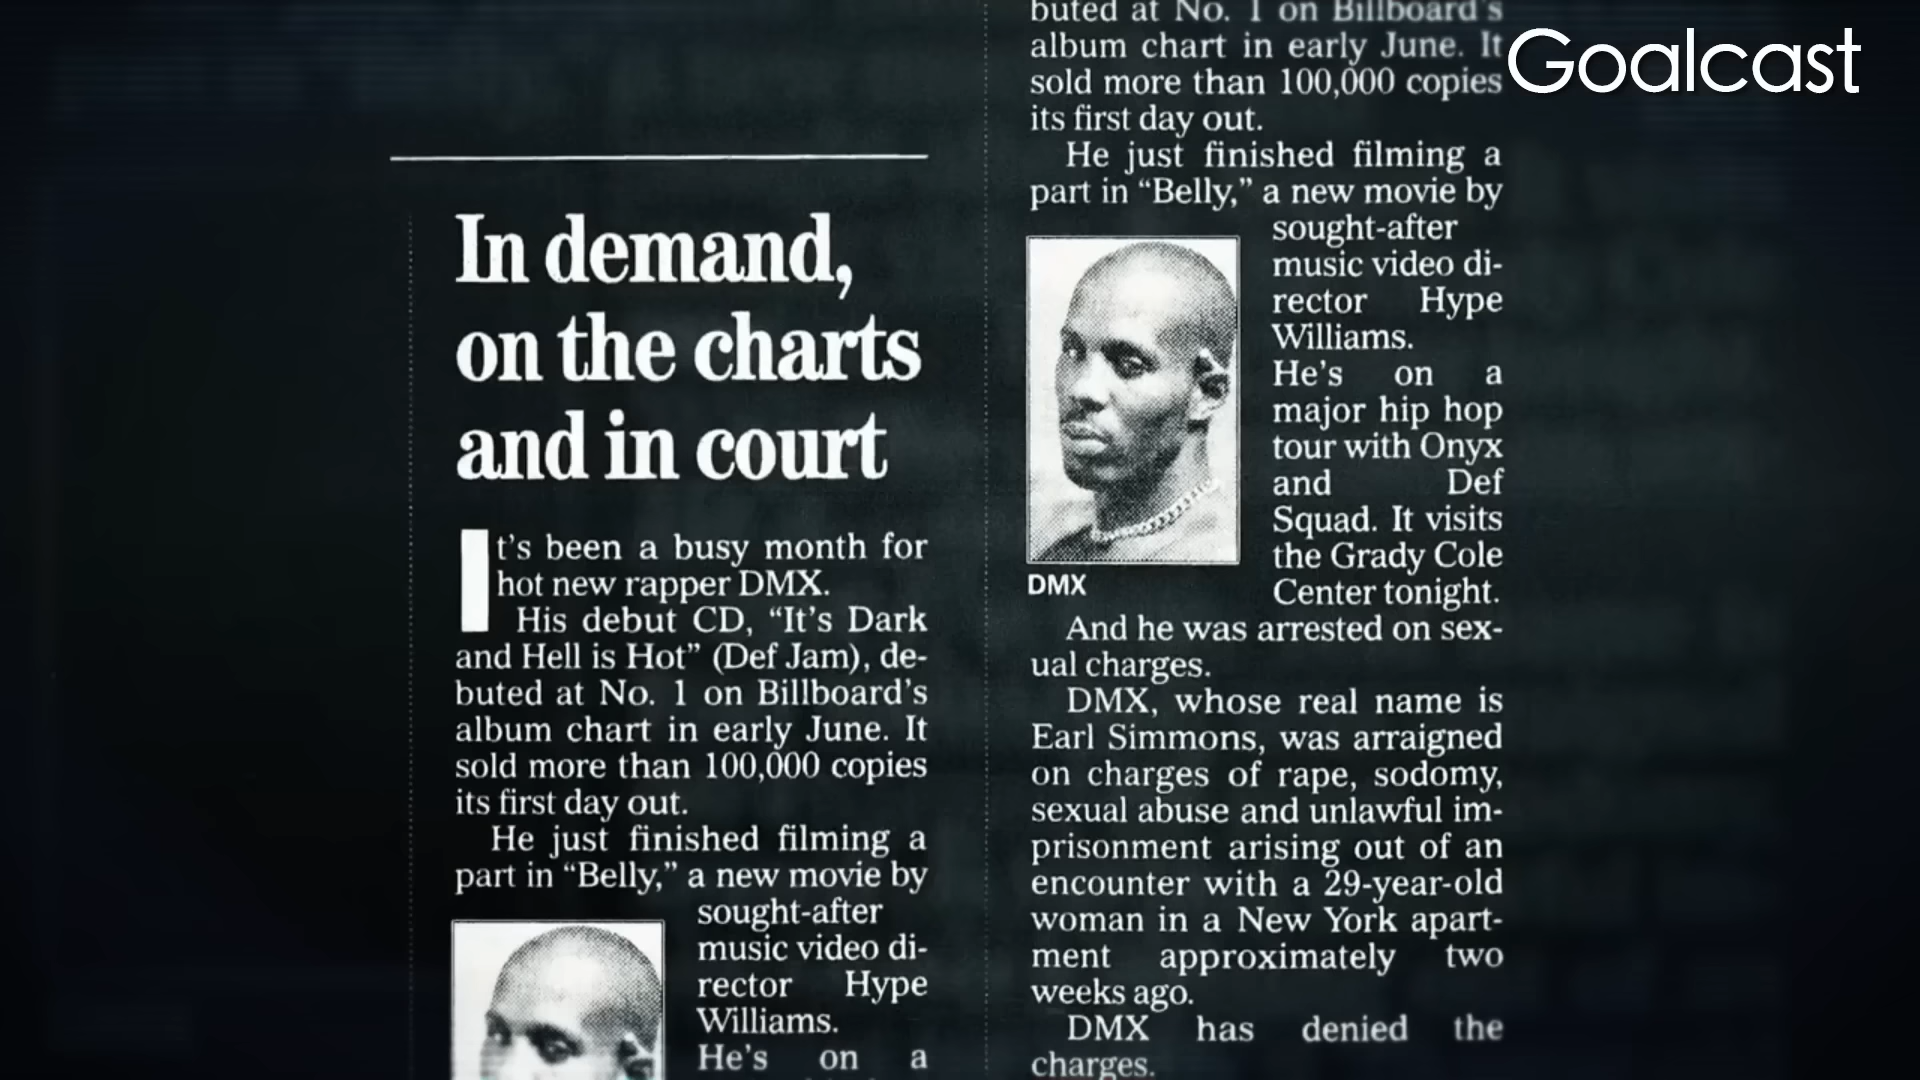 Goalcast
In demand,
on the charts
and in court
It's been a busy month for
hot new rapper DMX.
His debut CD, “It's Dark
and Hell is Hot” (Def Jam), de-
buted at No. 1 on Billboard's
album chart in early June. It
sold more than 100,000 copies
its first day out.
He just finished filming a
part in “Belly,” a new movie by
sought-after
music video di-
rector Hype
Williams.
He's on a
buted at No. 1 on Billboard's
album chart in early June. It
sold more than 100,000 copies
its first day out.
He just finished filming a
part in “Belly,” a new movie by
sought-after
music video di-
rector Hype
Williams.
He's on a
major hip hop
tour with Onyx
and Def
Squad. It visits
the Grady Cole
Center tonight.
DMX
And he was arrested on sex-
ual charges.
DMX, whose real name is
Earl Simmons, was arraigned
on charges of rape, sodomy,
sexual abuse and unlawful im-
prisonment arising out of an
encounter with a 29-year-old
woman in a New York apart-
ment approximately two
weeks ago.
DMX has denied the
charges.